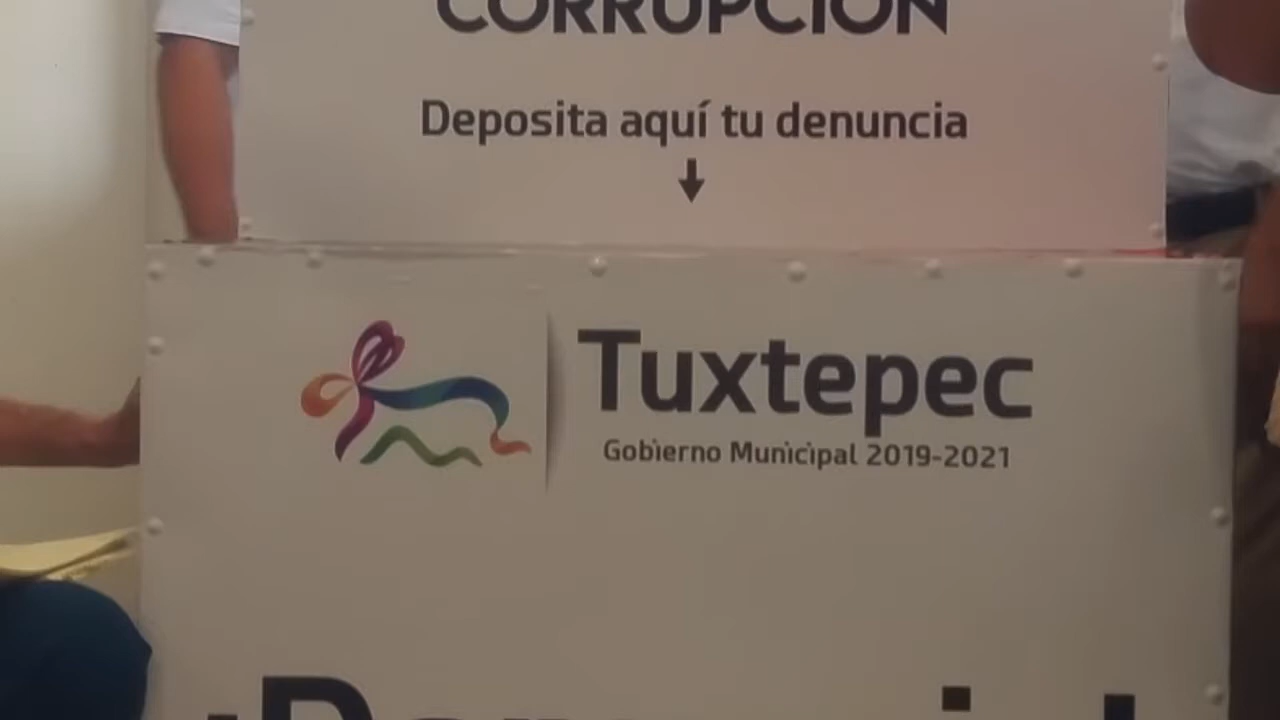 CORRUPCIÓN
Deposita aquí tu denuncia
Tuxtepec
Gobierno Municipal 2019-2021